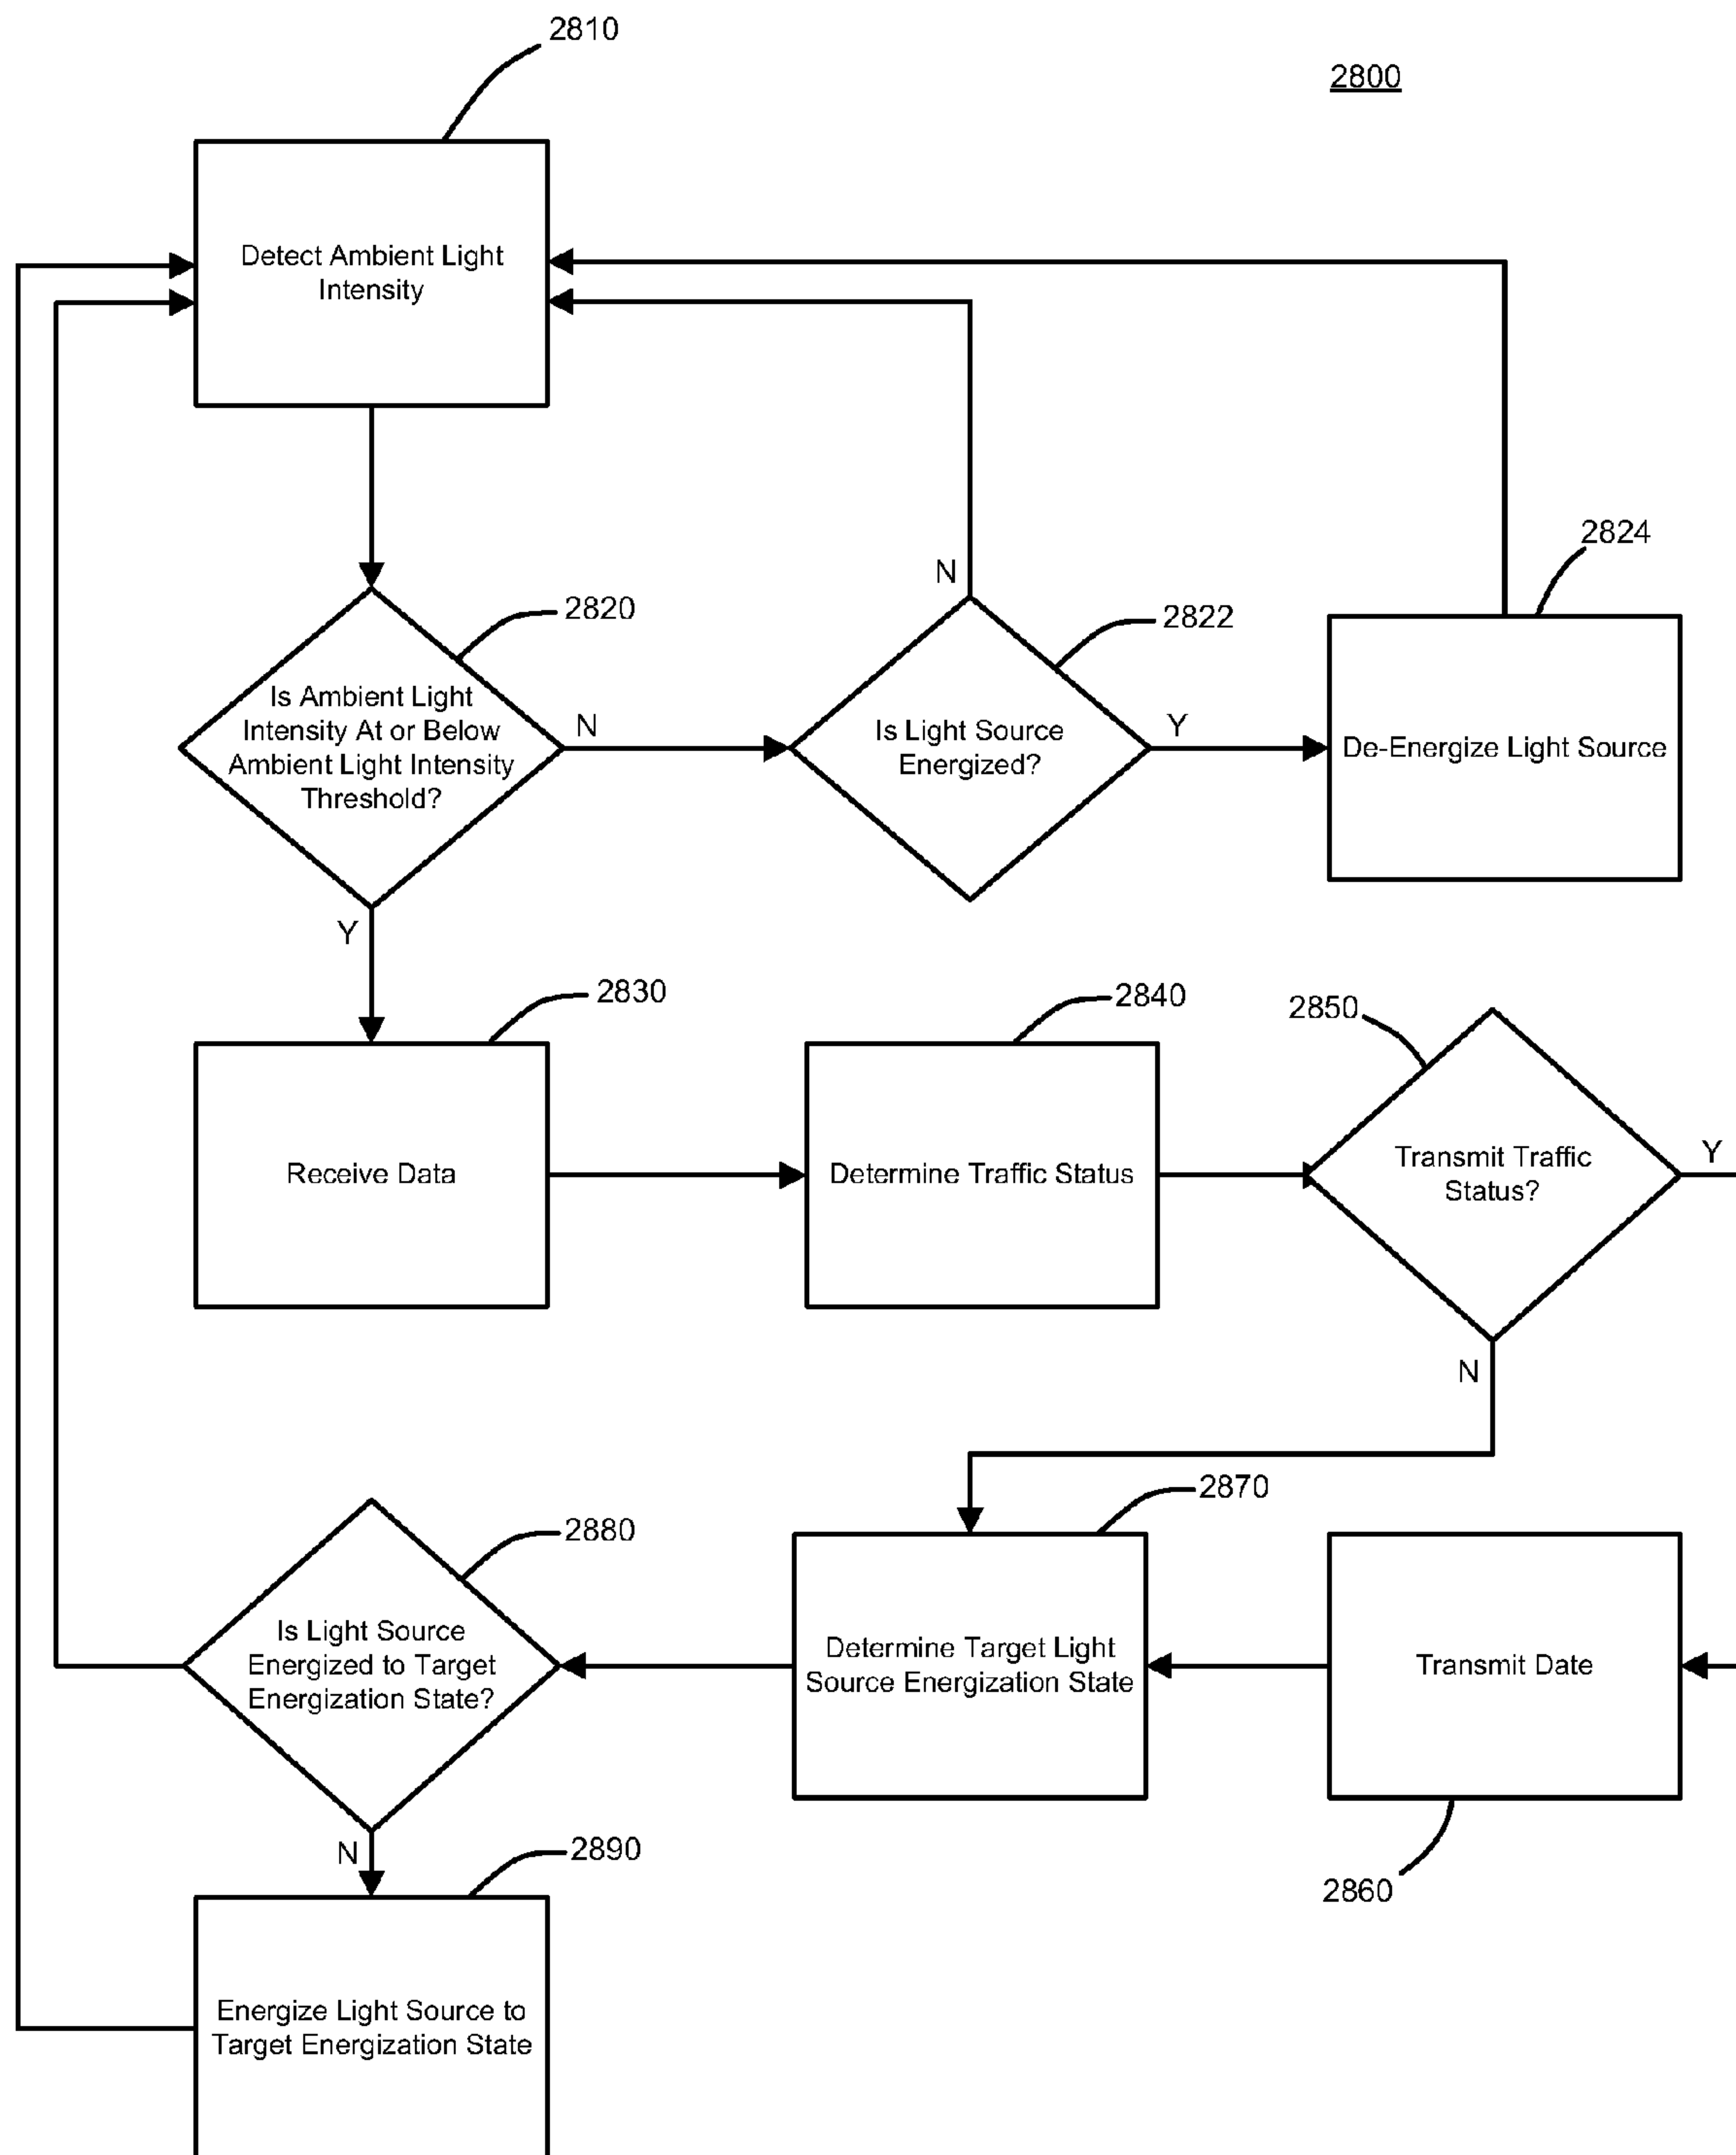 2810
2800
Detect Ambient Light
Intensity
2824
2820
2822
N
Is Ambient Light
Intensity At or Below
Ambient Light Intensity
Threshold?
N
Is Light Source
Energized?
Y
De-Energize Light Source
Y
2830
2840
2850
Receive Data
Determine Traffic Status
Transmit Traffic
Status?
Y
N
2870
2880
Is Light Source
Energized to Target
Energization State?
Determine Target Light
Source Energization State
Transmit Date
N
2890
2860
Energize Light Source to
Target Energization State